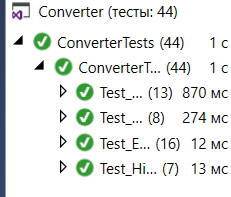 Converter (тесты: 44)
ConverterTests (44) 1 с
ConverterT... (44) 1 с
Test_... (13) 870 мс
Test_... (8) 274 мс
Test_E... (16) 12 мс
Test_Hi... (7) 13 мс